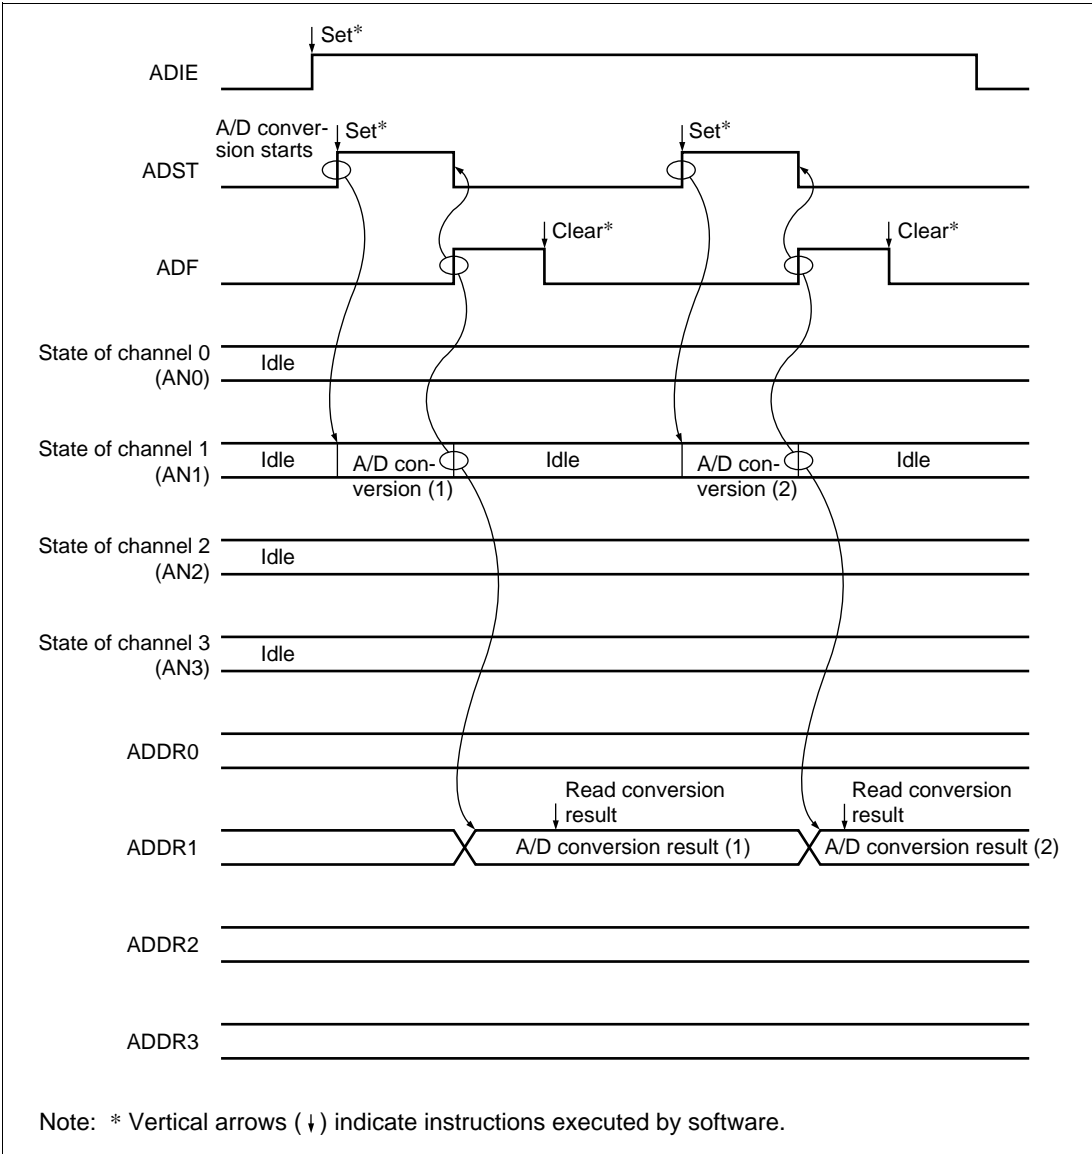 Set*
ADIE
A/D conver-
sion starts
Set*
Set*
ADST
Clear*
Clear*
ADF
State of channel 0
(AN0)
Idle
State of channel 1
(AN1)
Idle
A/D con-
version (1)
Idle
A/D con-
version (2)
Idle
State of channel 2
(AN2)
Idle
State of channel 3
(AN3)
Idle
ADDR0
Read conversion
result
Read conversion
result
ADDR1
A/D conversion result (1)
A/D conversion result (2)
ADDR2
ADDR3
Note: * Vertical arrows (↓) indicate instructions executed by software.